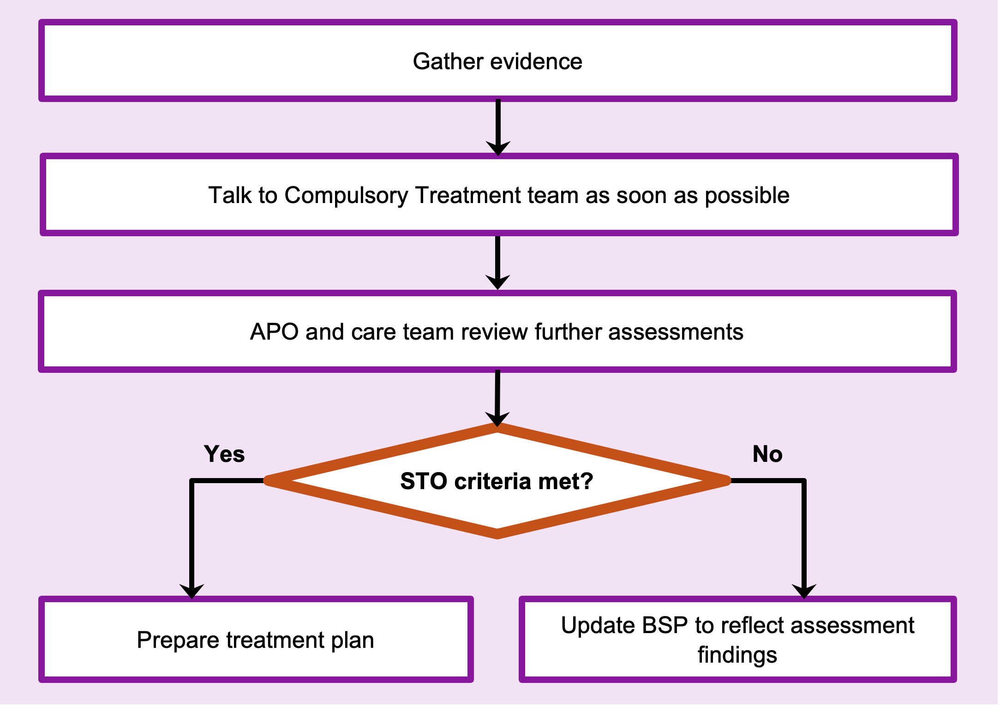 Gather evidence
Talk to Compulsory Treatment team as soon as possible
APO and care team review further assessments
Yes
No
STO criteria met?
Prepare treatment plan
Update BSP to reflect assessment
findings